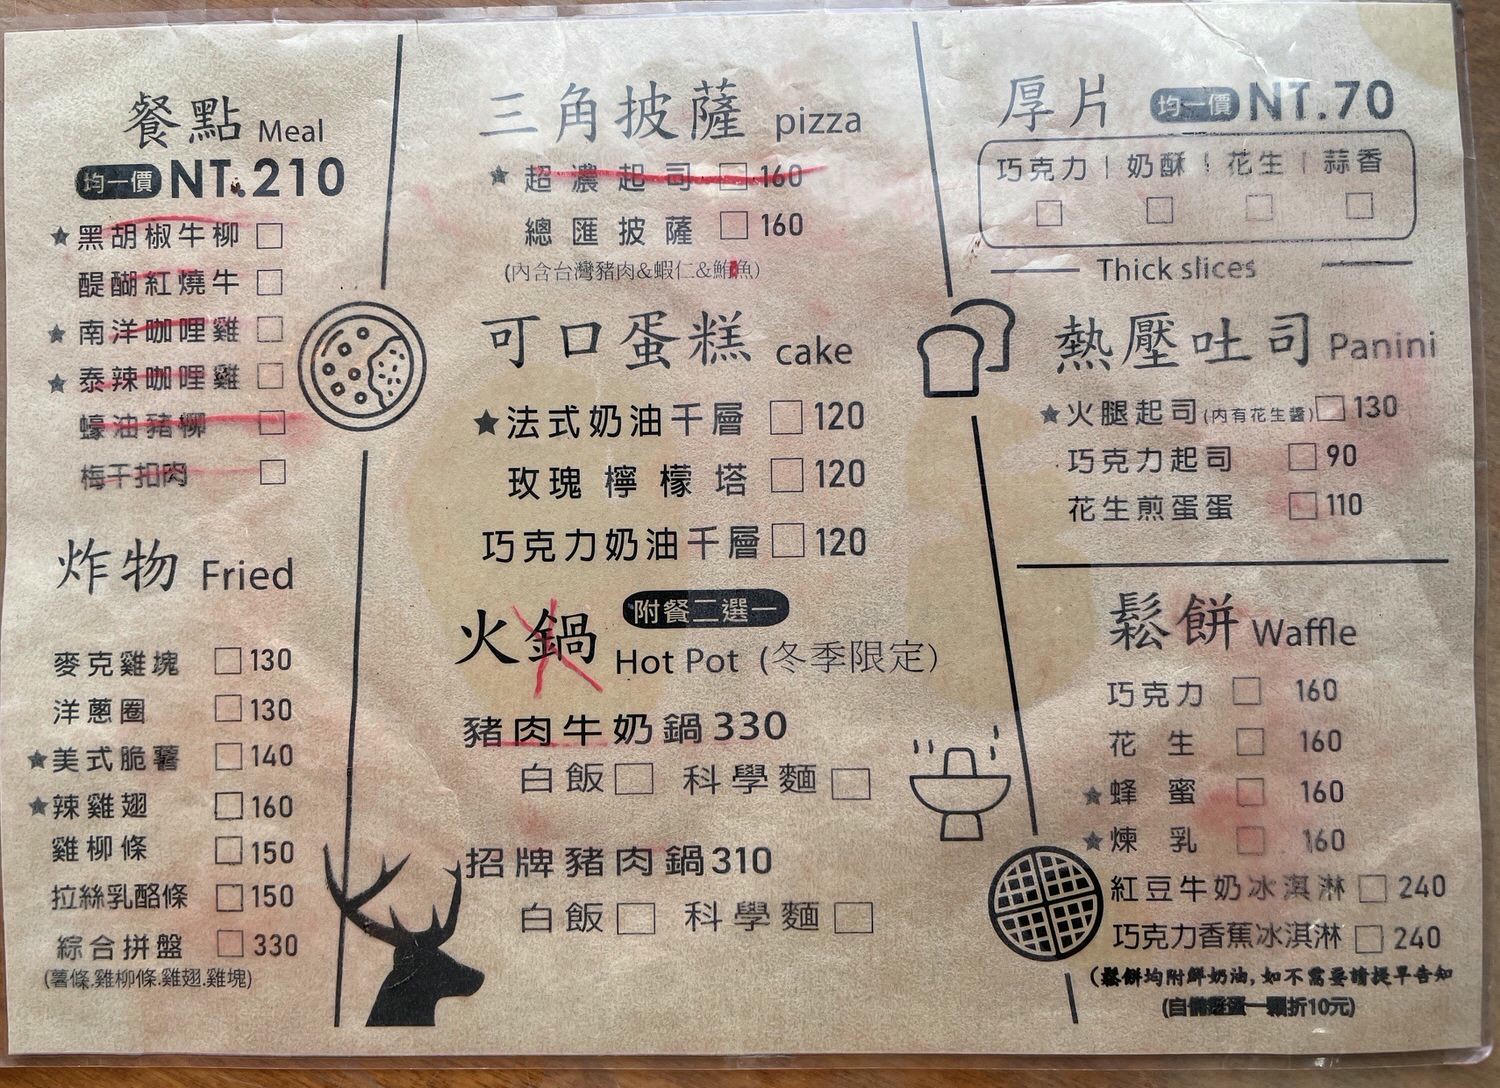 餐點 Meal
均一價 NT.210
★黑胡椒牛柳 □
醍醐紅燒牛 □
★南洋咖哩雞 □
★泰辣咖哩雞 □
蠔油豬柳 □
梅干扣肉 □
炸物 Fried
麥克雞塊 □130
洋蔥圈 □130
★美式脆薯 □140
★辣雞翅 □160
雞柳條 □150
拉絲乳酪條 □150
綜合拼盤 □330
(薯條.雞柳條.雞翅.雞塊)
三角披薩 pizza
★超濃起司 □160
總匯披薩 □160
(內含台灣豬肉&蝦仁&鮪魚)
可口蛋糕 cake
★法式奶油千層 □120
玫瑰檸檬塔 □120
巧克力奶油千層 □120
火鍋 附餐二選一
Hot Pot (冬季限定)
豬肉牛奶鍋330
白飯□ 科學麵□
招牌豬肉鍋310
白飯□ 科學麵□
厚片 均一價 NT.70
巧克力|奶酥|花生|蒜香
□ □ □ □
Thick slices
熱壓吐司 Panini
★火腿起司(內有花生醬)□130
巧克力起司 □90
花生煎蛋蛋 □110
鬆餅 Waffle
巧克力 □ 160
花生 □ 160
★蜂蜜 □ 160
★煉乳 □ 160
紅豆牛奶冰淇淋 □240
巧克力香蕉冰淇淋 □240
(鬆餅均附鮮奶油,如不需要請提早告知
(自備雞蛋一顆折10元)